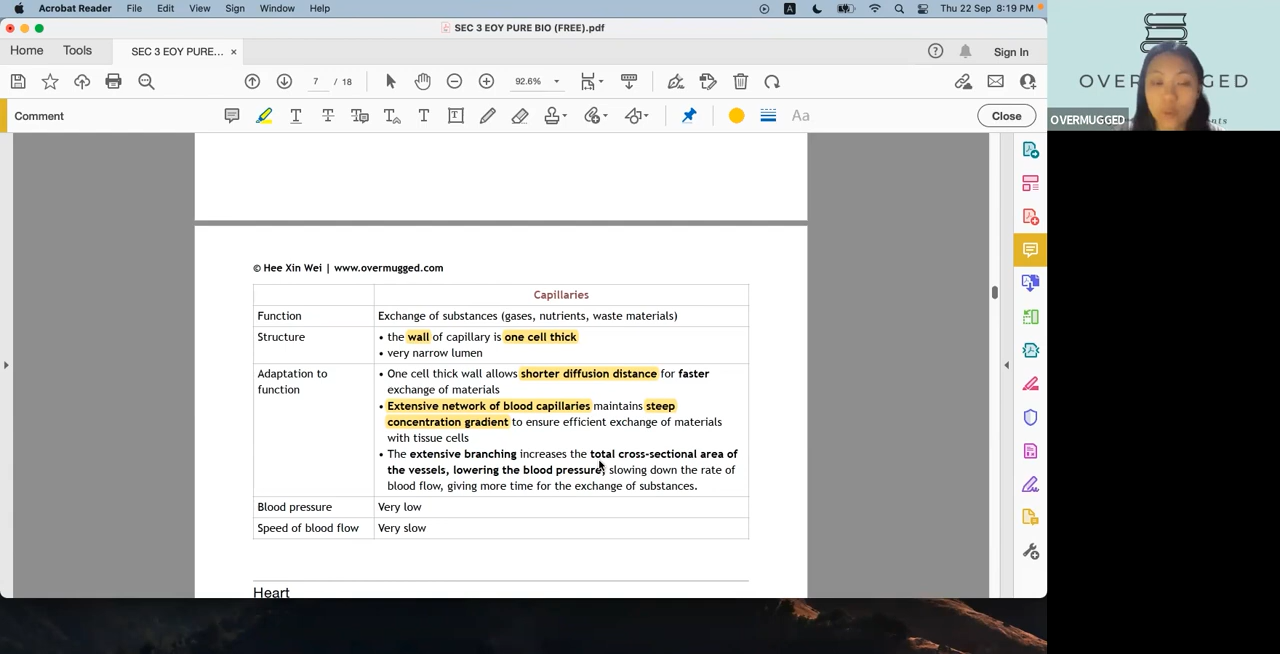 Acrobat Reader File Edit View Sign Window Help A Thu 22 Sep 8:19 PM
SEC 3 EOY PURE BIO (FREE).pdf
Home Tools SEC 3 EOY PURE... × Sign In
7 / 18 92.6%
Comment Aa Close
© Hee Xin Wei | www.overmugged.com
Capillaries
Function Exchange of substances (gases, nutrients, waste materials)
Structure • the wall of capillary is one cell thick
• very narrow lumen
Adaptation to • One cell thick wall allows shorter diffusion distance for faster
function exchange of materials
• Extensive network of blood capillaries maintains steep
concentration gradient to ensure efficient exchange of materials
with tissue cells
• The extensive branching increases the total cross-sectional area of
the vessels, lowering the blood pressure, slowing down the rate of
blood flow, giving more time for the exchange of substances.
Blood pressure Very low
Speed of blood flow Very slow
Heart
OVERMUGGED